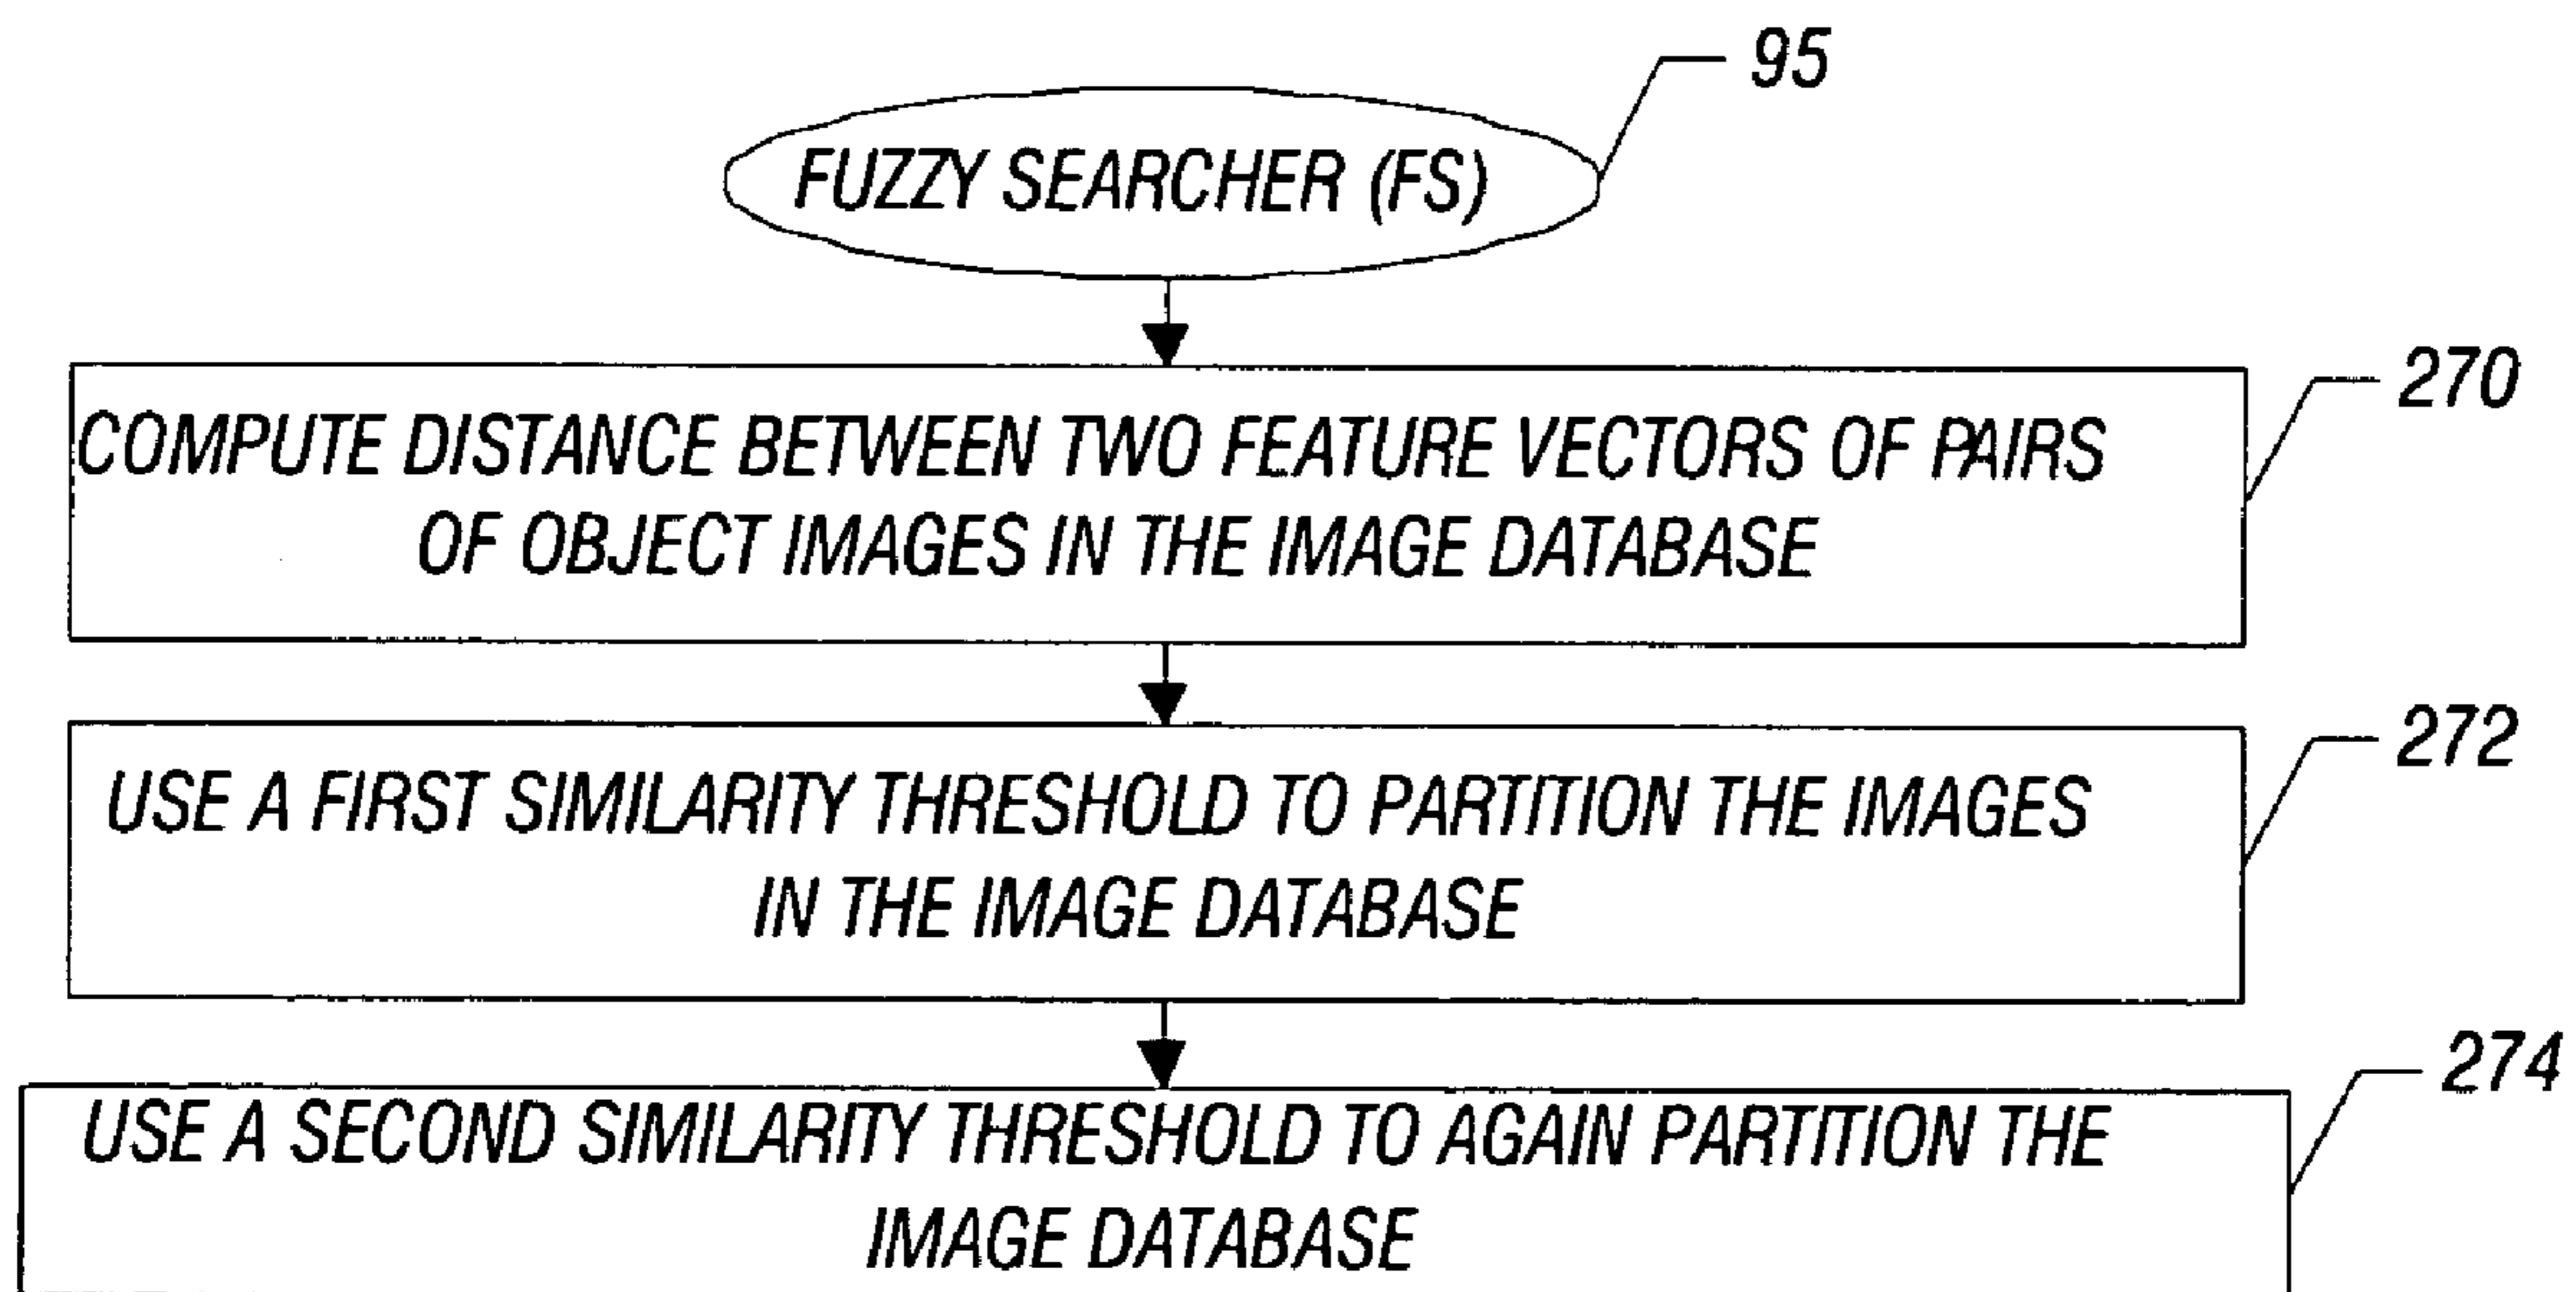 95
FUZZY SEARCHER (FS)
270
COMPUTE DISTANCE BETWEEN TWO FEATURE VECTORS OF PAIRS
OF OBJECT IMAGES IN THE IMAGE DATABASE
272
USE A FIRST SIMILARITY THRESHOLD TO PARTITION THE IMAGES
IN THE IMAGE DATABASE
274
USE A SECOND SIMILARITY THRESHOLD TO AGAIN PARTITION THE
IMAGE DATABASE